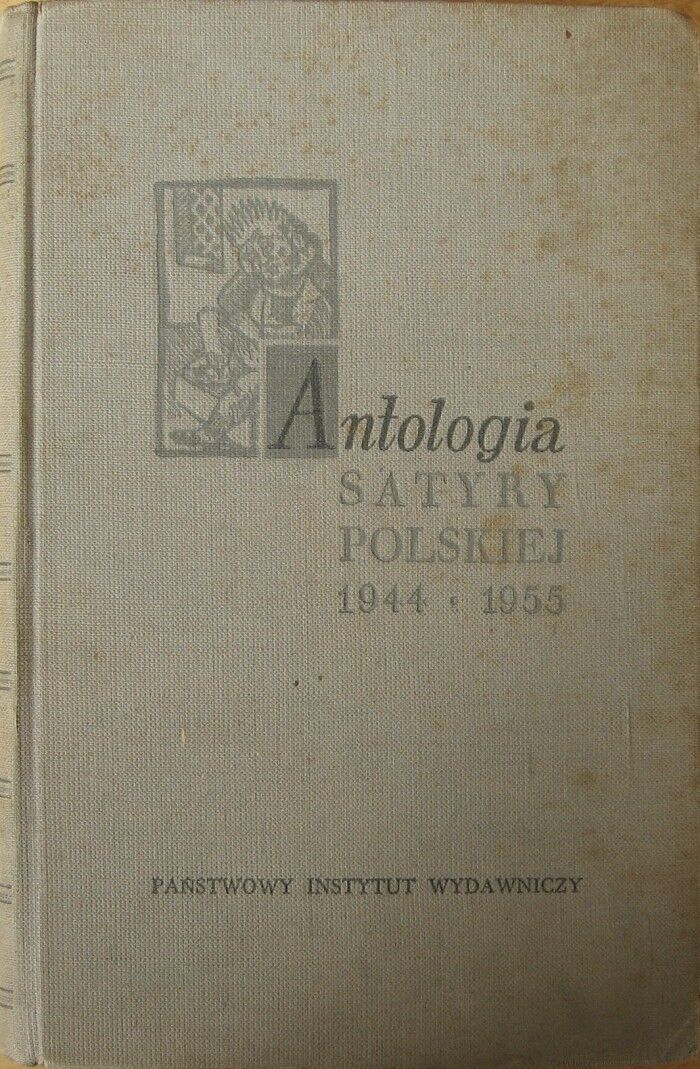 Antologia
SATYRY
POLSKIEJ
1944 · 1955
PAŃSTWOWY INSTYTUT WYDAWNICZY